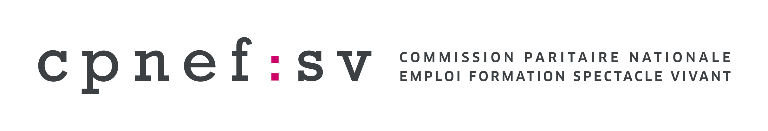 cpnef:sv
COMMISSION PARITAIRE NATIONALE
EMPLOI FORMATION SPECTACLE VIVANT